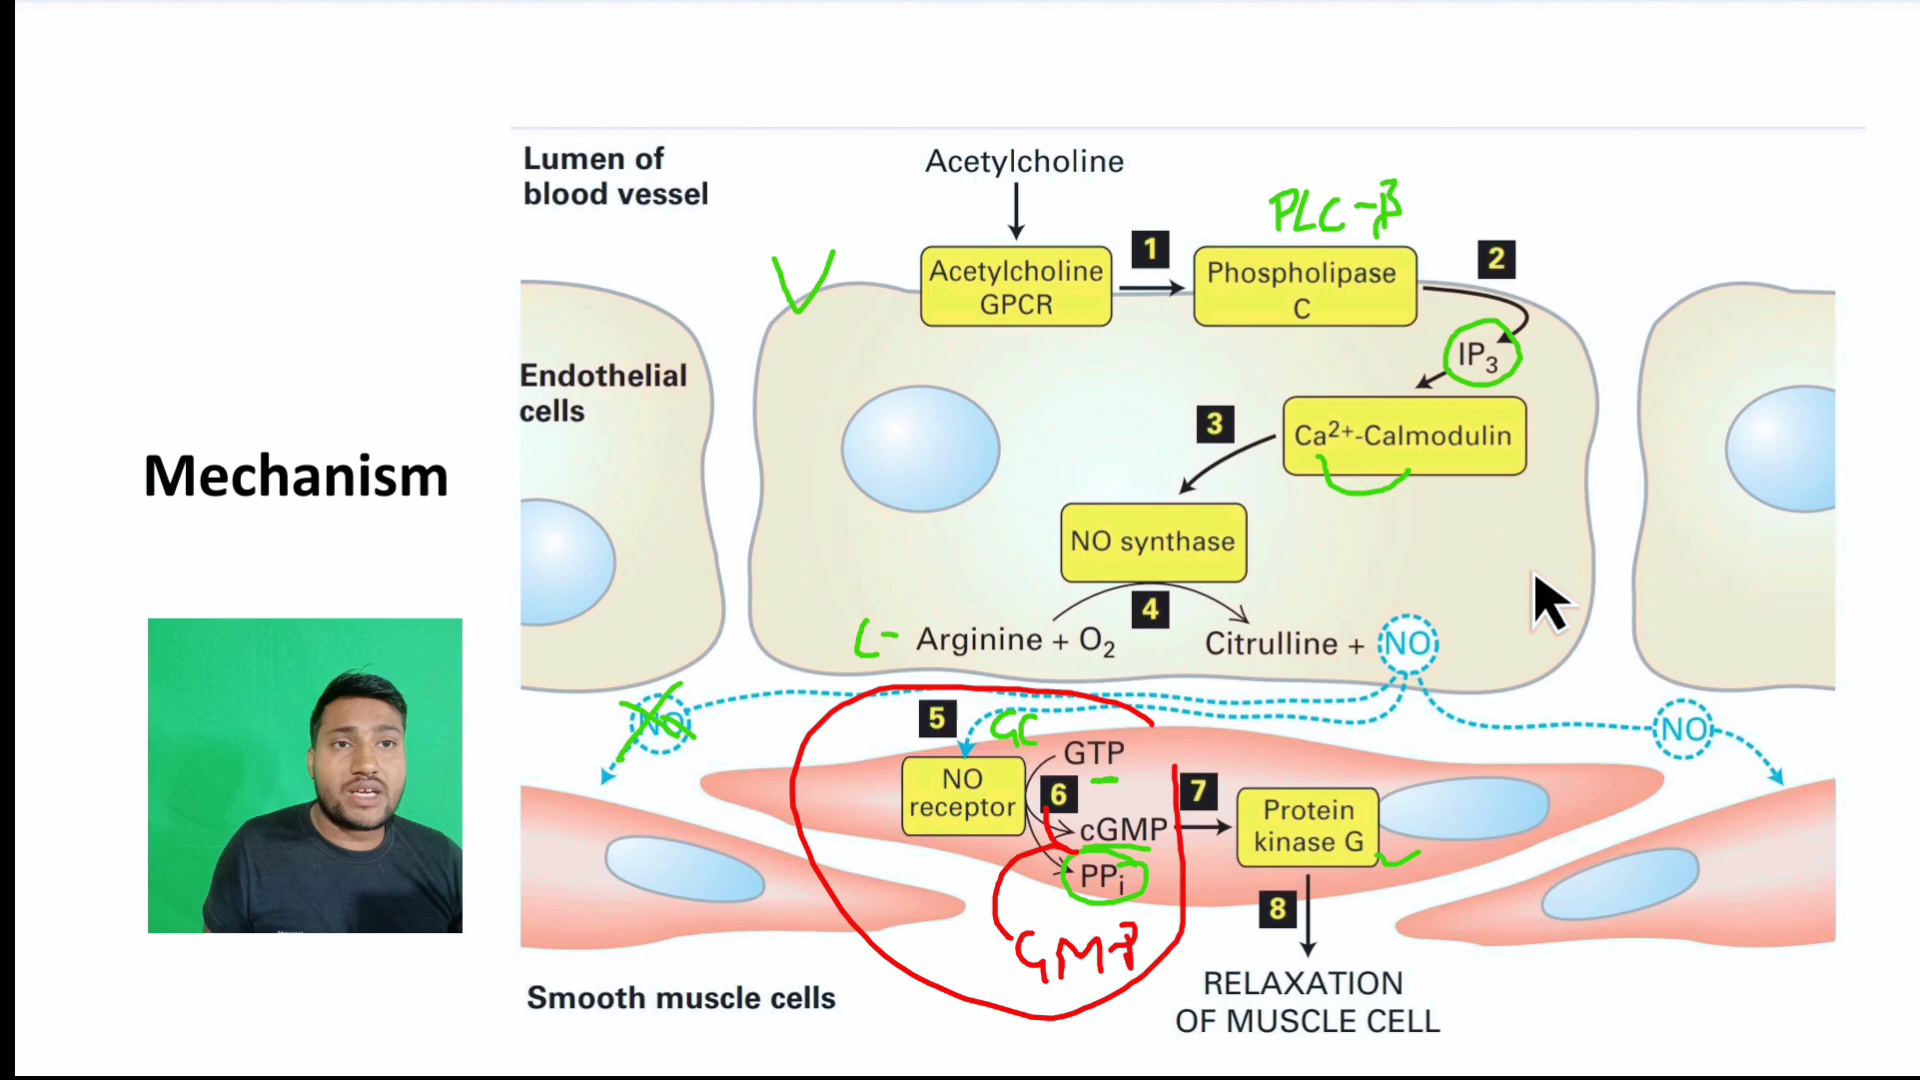 Lumen of
blood vessel
Acetylcholine
PLC-β
Acetylcholine
GPCR
1
Phospholipase
C
2
IP3
Endothelial
cells
3
Ca2+-Calmodulin
Mechanism
NO synthase
4
L- Arginine + O2
Citrulline + NO
NO
5
GC
NO
GTP
NO
receptor
6
7
cGMP
Protein
kinase G
PPi
8
GMP
RELAXATION
OF MUSCLE CELL
Smooth muscle cells